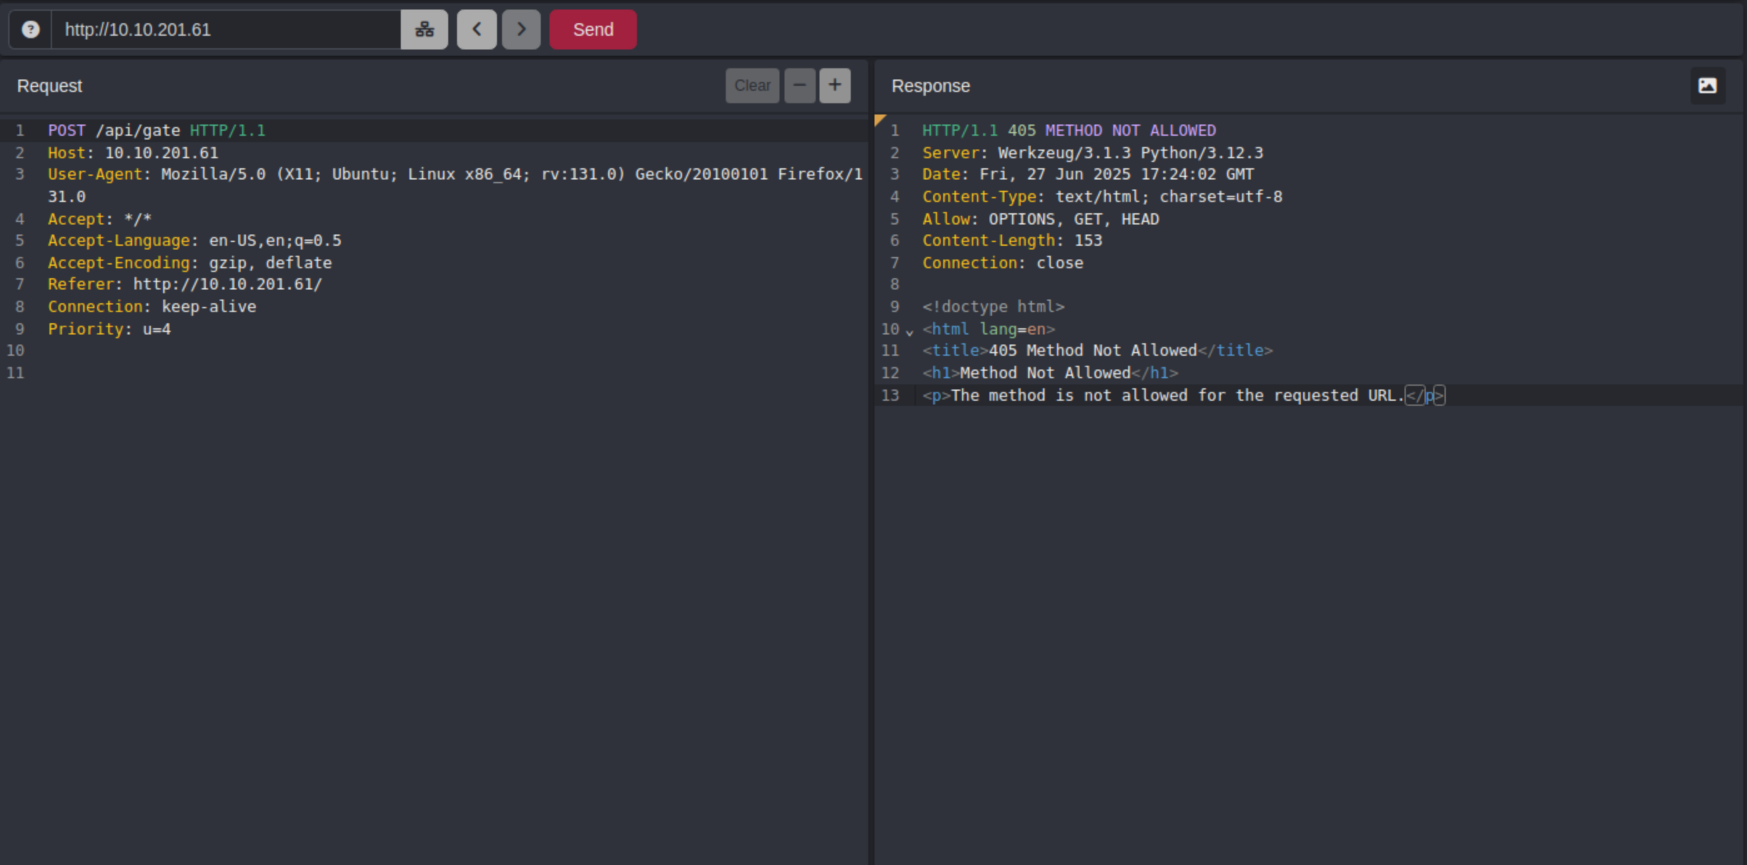 http://10.10.201.61 Send
Request Clear
1 POST /api/gate HTTP/1.1
2 Host: 10.10.201.61
3 User-Agent: Mozilla/5.0 (X11; Ubuntu; Linux x86_64; rv:131.0) Gecko/20100101 Firefox/1
31.0
4 Accept: */*
5 Accept-Language: en-US,en;q=0.5
6 Accept-Encoding: gzip, deflate
7 Referer: http://10.10.201.61/
8 Connection: keep-alive
9 Priority: u=4
10
11
Response
1 HTTP/1.1 405 METHOD NOT ALLOWED
2 Server: Werkzeug/3.1.3 Python/3.12.3
3 Date: Fri, 27 Jun 2025 17:24:02 GMT
4 Content-Type: text/html; charset=utf-8
5 Allow: OPTIONS, GET, HEAD
6 Content-Length: 153
7 Connection: close
8
9 <!doctype html>
10 <html lang=en>
11 <title>405 Method Not Allowed</title>
12 <h1>Method Not Allowed</h1>
13 <p>The method is not allowed for the requested URL.</p>